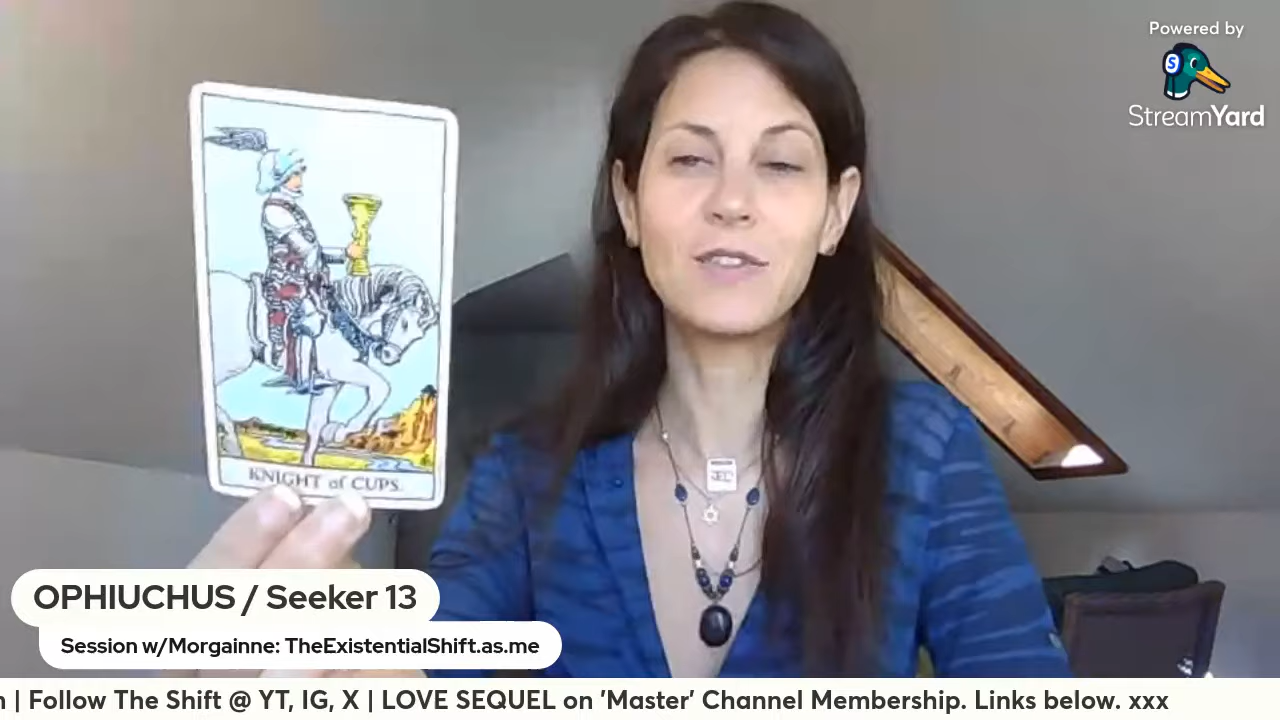 Powered by
StreamYard
KNIGHT of CUPS.
OPHIUCHUS / Seeker 13
Session w/Morgainne: TheExistentialShift.as.me
| Follow The Shift @ YT, IG, X | LOVE SEQUEL on 'Master' Channel Membership. Links below. xxx